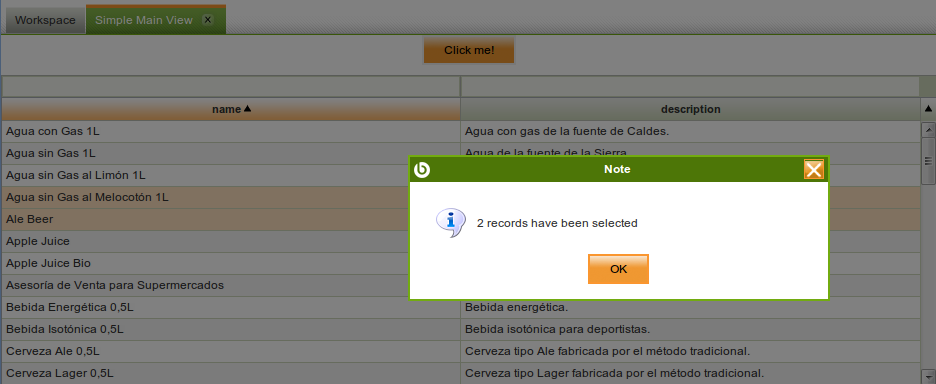 Workspace
Simple Main View
Click me!
name description
Agua con Gas 1L Agua con gas de la fuente de Caldes.
Agua sin Gas 1L Agua de la fuente de la Sierra.
Agua sin Gas al Limón 1L
Agua sin Gas al Melocotón 1L
Ale Beer
Apple Juice
Apple Juice Bio
Asesoría de Venta para Supermercados
Bebida Energética 0,5L Bebida energética.
Bebida Isotónica 0,5L Bebida isotónica para deportistas.
Cerveza Ale 0,5L Cerveza tipo Ale fabricada por el método tradicional.
Cerveza Lager 0,5L Cerveza tipo Lager fabricada por el método tradicional.
Note
2 records have been selected
OK